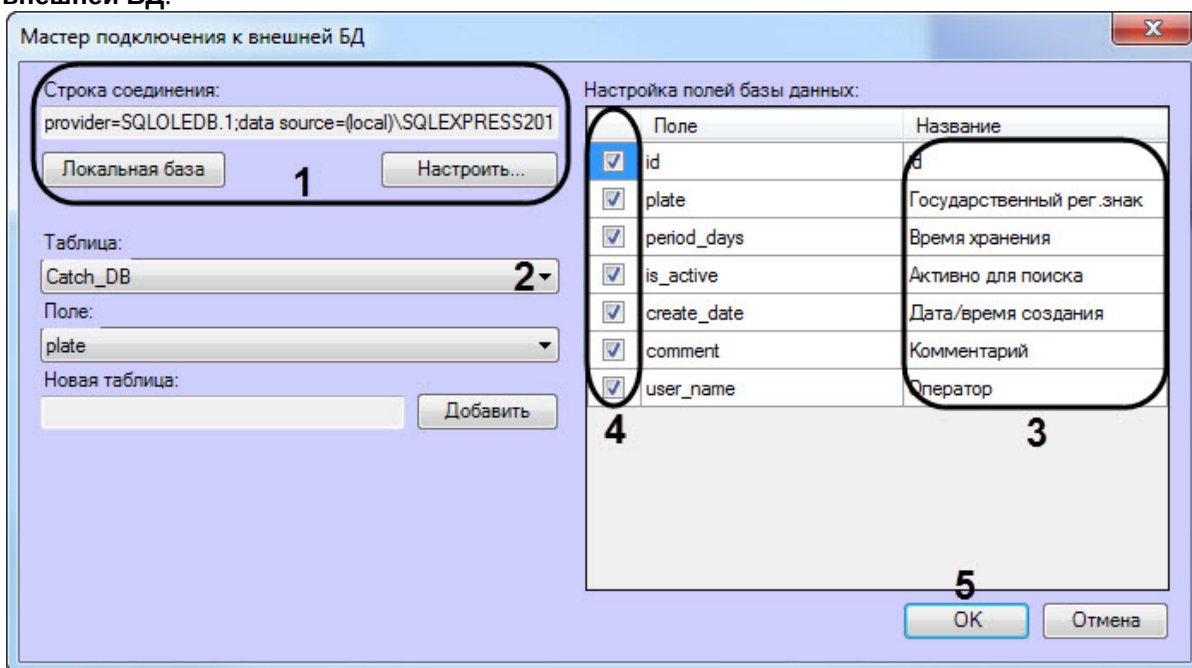 внешней БД.
Мастер подключения к внешней БД
x
Строка соединения:
provider=SQLOLEDB.1;data source=(local)\SQLEXPRESS201
Локальная база
1
Настроить...
Таблица:
Catch_DB
2
Поле:
plate
Новая таблица:
Добавить
Настройка полей базы данных:
Поле Название
id id
plate Государственный рег.знак
period_days Время хранения
is_active Активно для поиска
create_date Дата/время создания
comment Комментарий
user_name Оператор
4
3
5
OK
Отмена